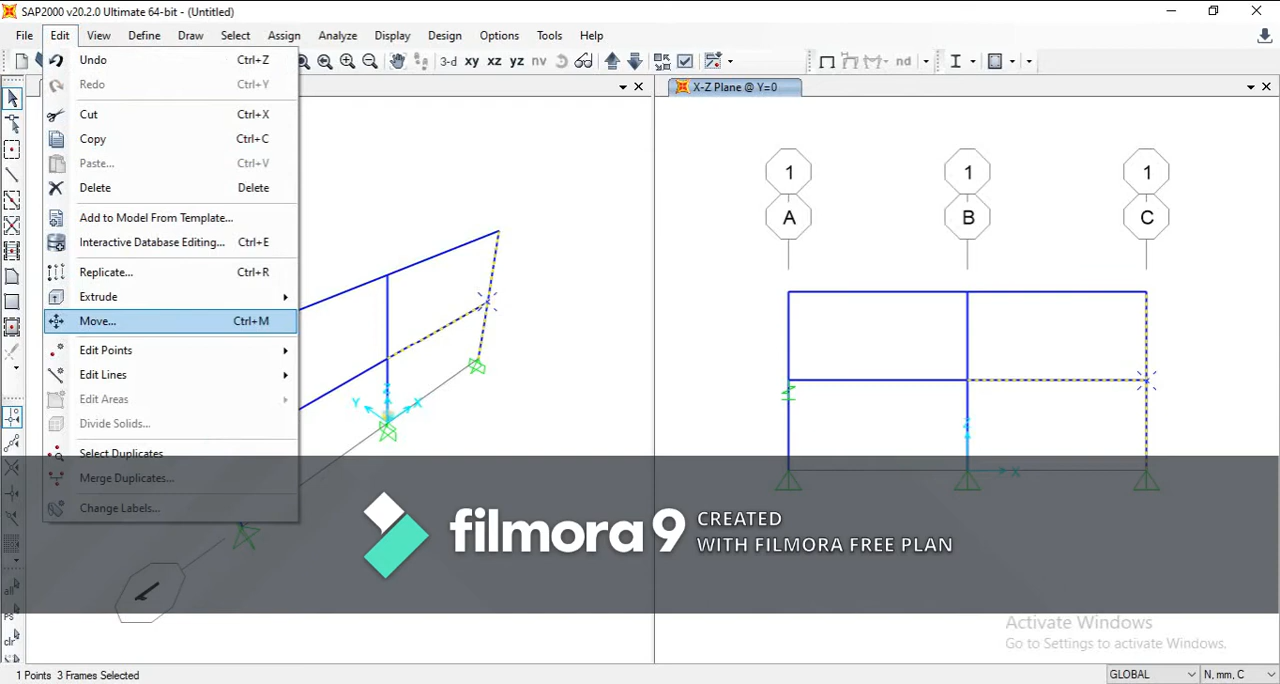 SAP2000 v20.2.0 Ultimate 64-bit - (Untitled)
File Edit View Define Draw Select Assign Analyze Display Design Options Tools Help
3-d xy xz yz nv nd
Undo Ctrl+Z
Redo Ctrl+Y
Cut Ctrl+X
Copy Ctrl+C
Paste... Ctrl+V
Delete Delete
Add to Model From Template...
Interactive Database Editing... Ctrl+E
Replicate... Ctrl+R
Extrude
Move... Ctrl+M
Edit Points
Edit Lines
Edit Areas
Divide Solids...
Select Duplicates
Merge Duplicates...
Change Labels...
all
PS
clr
Y X
1
X-Z Plane @ Y=0
1 1 1
A B C
X
filmora 9 CREATED
WITH FILMORA FREE PLAN
Activate Windows
Go to Settings to activate Windows.
1 Points 3 Frames Selected
GLOBAL N, mm, C